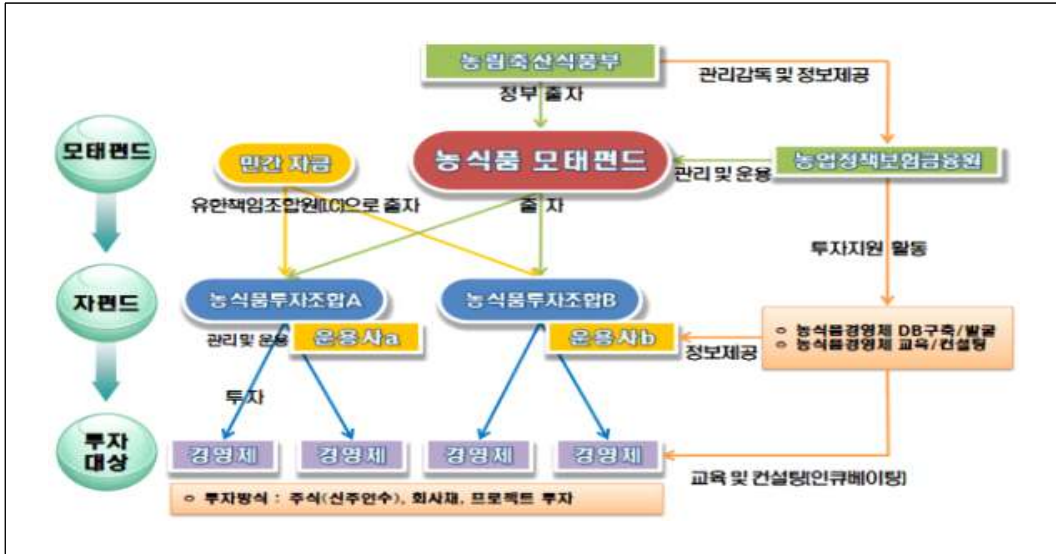 농림축산식품부
관리감독 및 정보제공
정부 출자
모태펀드
민간 자금
농식품 모태펀드
농업정책보험금융원
관리 및 운용
유한책임조합원(LC)으로 출자
출 자
투자지원 활동
자펀드
농식품투자조합A
농식품투자조합B
관리 및 운용
운용사a
운용사b
정보제공
○ 농식품경영체 DB구축/발굴
○ 농식품경영체 교육/컨설팅
투자
투자
대상
경영체
경영체
경영체
경영체
교육 및 컨설팅(인큐베이팅)
○ 투자방식 : 주식(신주인수), 회사채, 프로젝트 투자